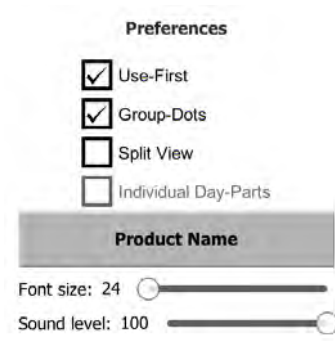 Preferences
Use-First
Group-Dots
Split View
Individual Day-Parts
Product Name
Font size: 24
Sound level: 100